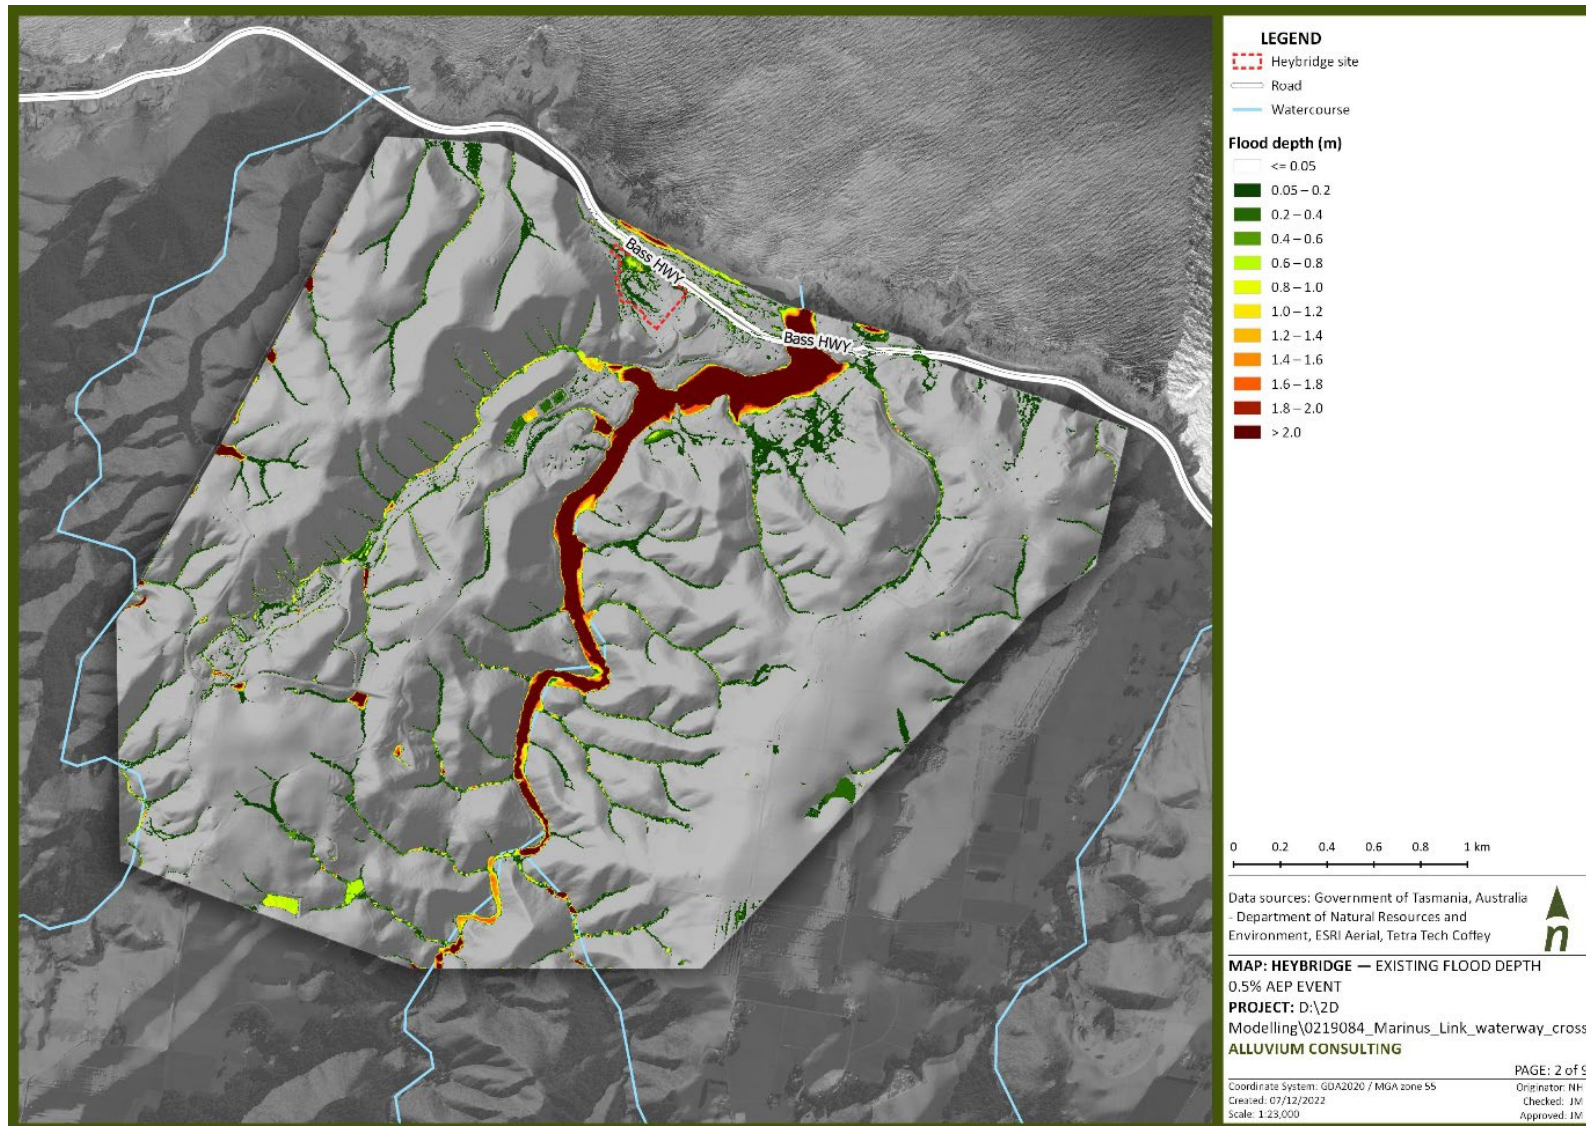 Bass HWY
Bass HWY
LEGEND
Heybridge site
Road
Watercourse
Flood depth (m)
<= 0.05
0.05 – 0.2
0.2 – 0.4
0.4 – 0.6
0.6 – 0.8
0.8 – 1.0
1.0 – 1.2
1.2 – 1.4
1.4 – 1.6
1.6 – 1.8
1.8 – 2.0
> 2.0
0 0.2 0.4 0.6 0.8 1 km
Data sources: Government of Tasmania, Australia
- Department of Natural Resources and
Environment, ESRI Aerial, Tetra Tech Coffey
n
MAP: HEYBRIDGE — EXISTING FLOOD DEPTH
0.5% AEP EVENT
PROJECT: D:\2D
Modelling\0219084_Marinus_Link_waterway_cross
ALLUVIUM CONSULTING
PAGE: 2 of 9
Coordinate System: GDA2020 / MGA zone 55 Originator: NH
Created: 07/12/2022 Checked: JM
Scale: 1:23,000 Approved: JM